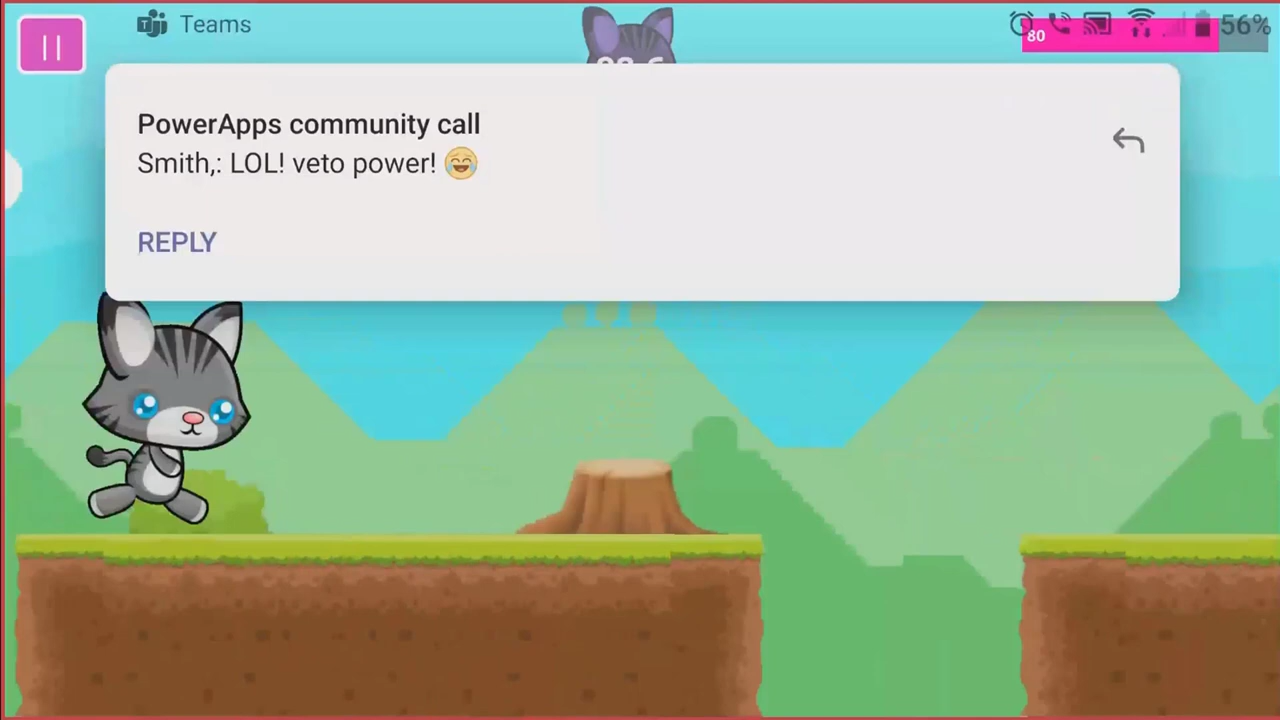 Teams
56%
80
PowerApps community call
Smith,: LOL! veto power! 😂
REPLY